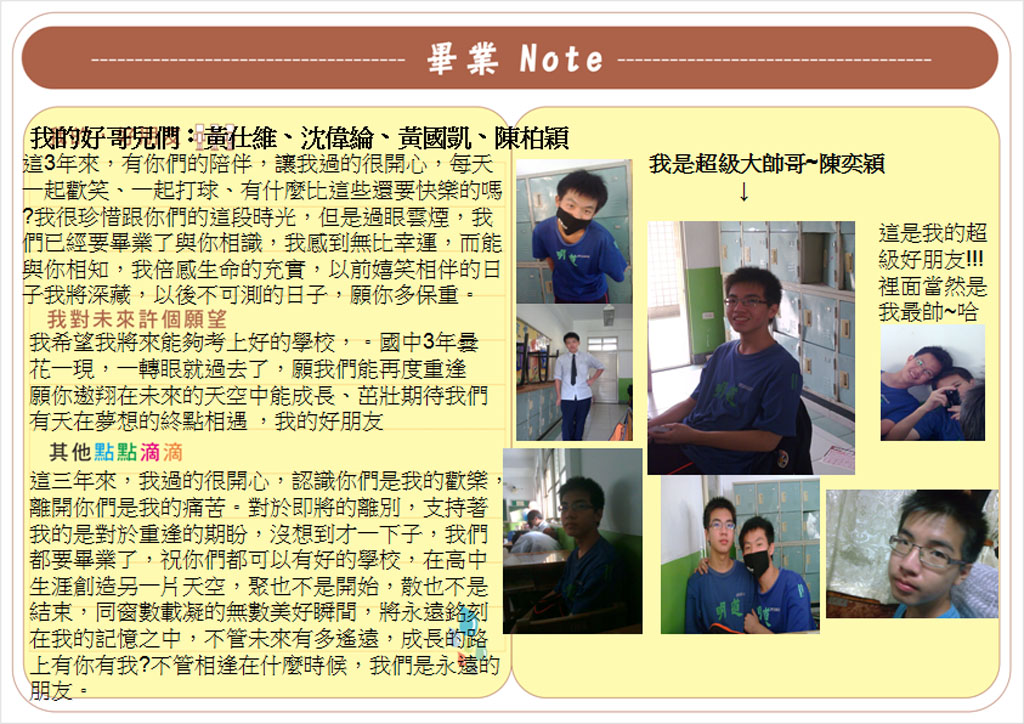 畢業 Note
我的好哥兒們：黃仕維、沈偉綸、黃國凱、陳柏穎
這3年來，有你們的陪伴，讓我過的很開心，每天
一起歡笑、一起打球、有什麼比這些還要快樂的嗎
?我很珍惜跟你們的這段時光，但是過眼雲煙，我
們已經要畢業了與你相識，我感到無比幸運，而能
與你相知，我倍感生命的充實，以前嬉笑相伴的日
子我將深藏，以後不可測的日子，願你多保重。
我對未來許個願望
我希望我將來能夠考上好的學校，。國中3年曇
花一現，一轉眼就過去了，願我們能再度重逢
願你遨翔在未來的天空中能成長、茁壯期待我們
有天在夢想的終點相遇 ，我的好朋友
其他點點滴滴
這三年來，我過的很開心，認識你們是我的歡樂，
離開你們是我的痛苦。對於即將的離別，支持著
我的是對於重逢的期盼，沒想到才一下子，我們
都要畢業了，祝你們都可以有好的學校，在高中
生涯創造另一片天空，聚也不是開始，散也不是
結束，同窗數載凝的無數美好瞬間，將永遠銘刻
在我的記憶之中，不管未來有多遙遠，成長的路
上有你有我?不管相逢在什麼時候，我們是永遠的
朋友。
我是超級大帥哥~陳奕穎
↓
這是我的超
級好朋友!!!
裡面當然是
我最帥~哈